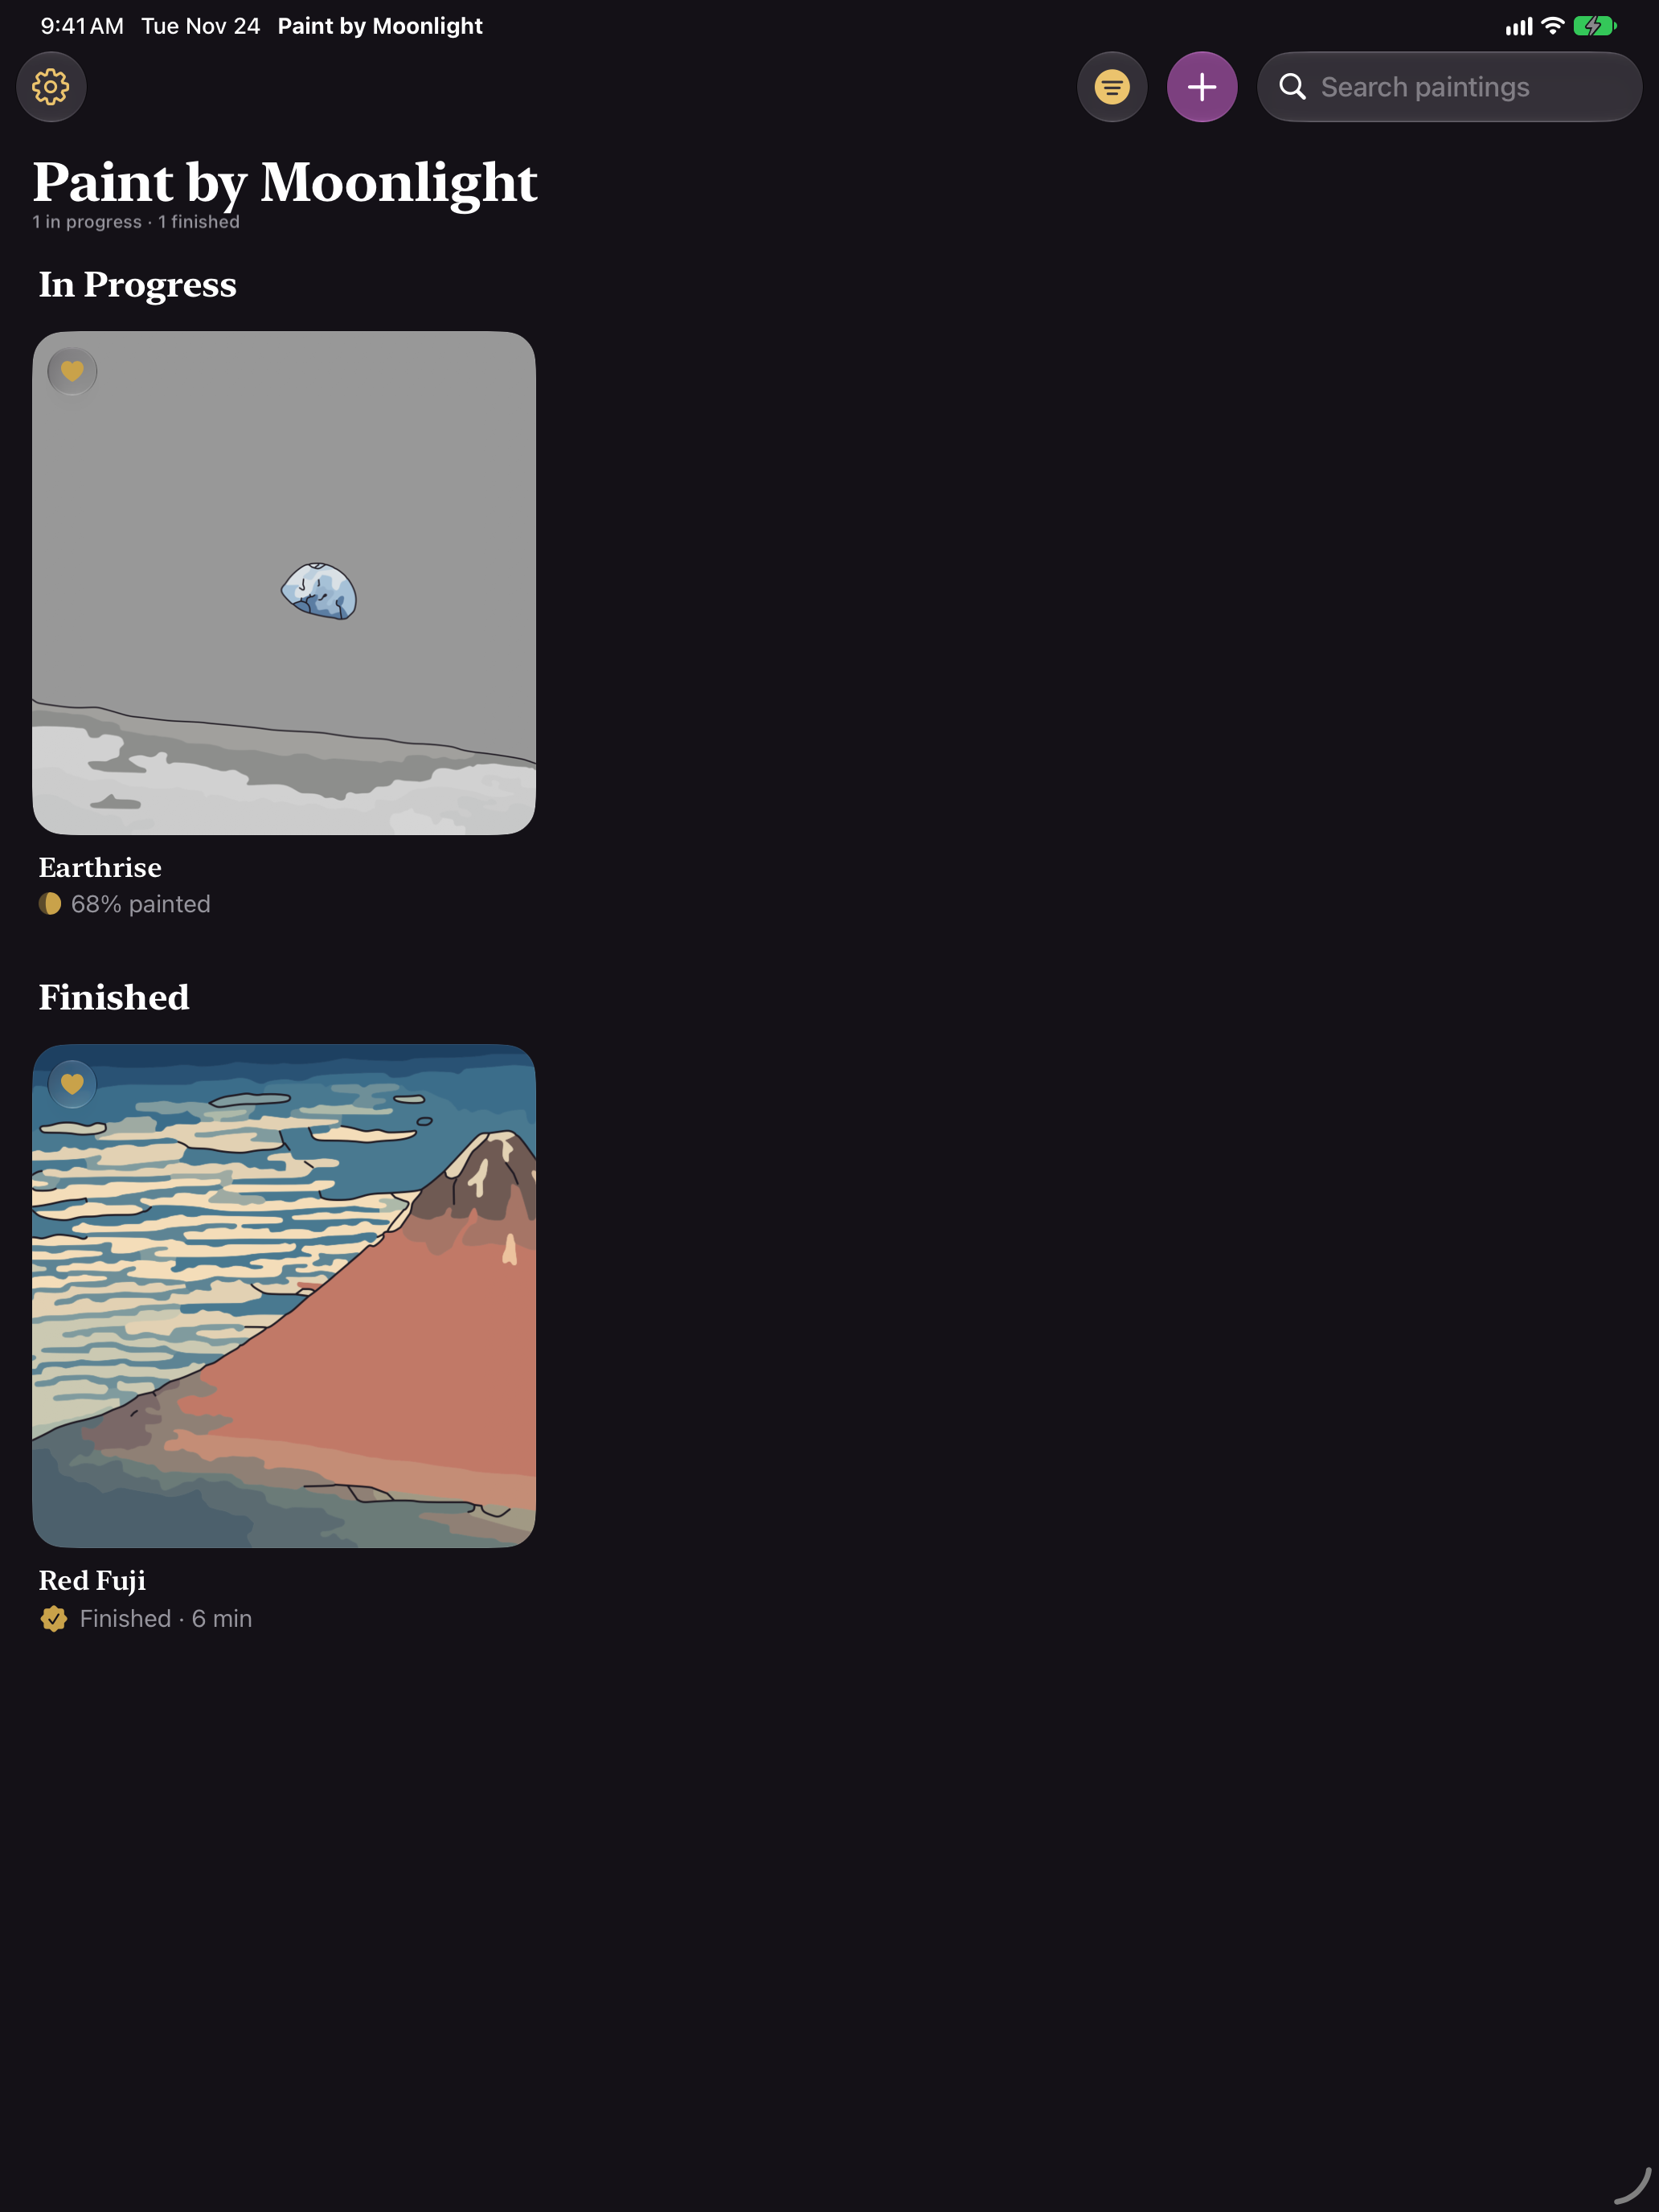 9:41 AM Tue Nov 24 Paint by Moonlight
Search paintings
Paint by Moonlight
1 in progress · 1 finished
In Progress
Earthrise
68% painted
Finished
Red Fuji
Finished · 6 min